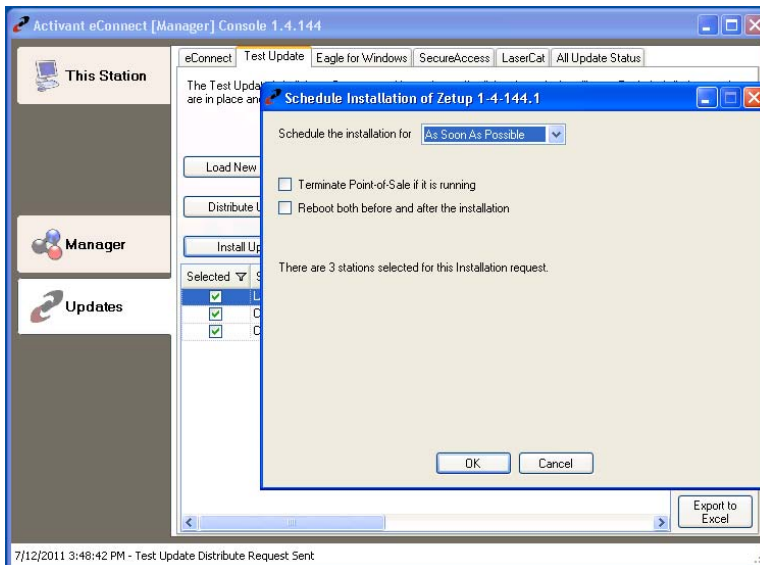 Activant eConnect [Manager] Console 1.4.144
This Station
Manager
Updates
eConnect
Test Update
Eagle for Windows
SecureAccess
LaserCat
All Update Status
The Test Upda
are in place an
Load New
Distribute U
Install Up
Selected
Schedule Installation of Zetup 1-4-144.1
Schedule the installation for As Soon As Possible
Terminate Point-of-Sale if it is running
Reboot both before and after the installation
There are 3 stations selected for this Installation request.
OK
Cancel
Export to
Excel
7/12/2011 3:48:42 PM - Test Update Distribute Request Sent